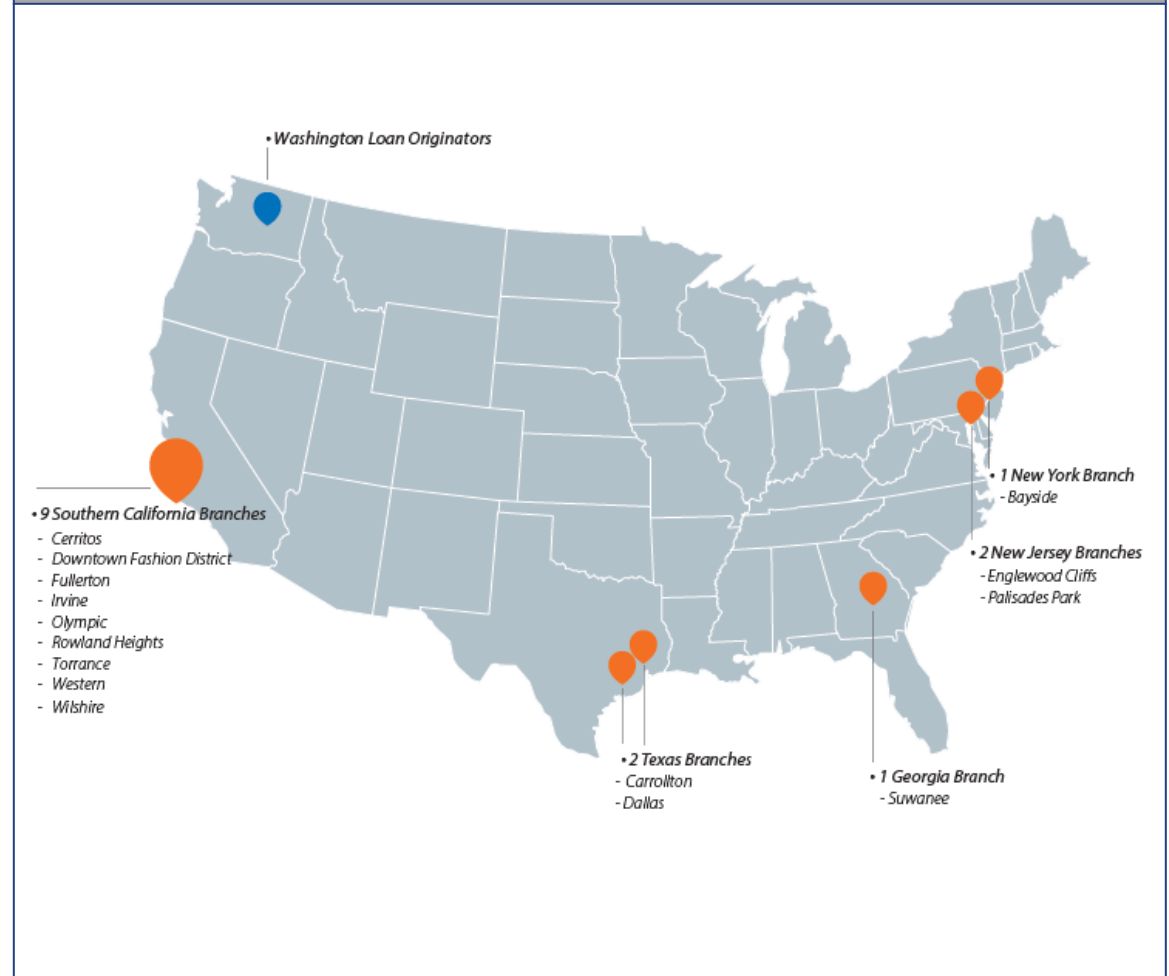 • Washington Loan Originators
• 9 Southern California Branches
- Cerritos
- Downtown Fashion District
- Fullerton
- Irvine
- Olympic
- Rowland Heights
- Torrance
- Western
- Wilshire
• 2 Texas Branches
- Carrollton
- Dallas
• 1 Georgia Branch
- Suwanee
• 1 New York Branch
- Bayside
• 2 New Jersey Branches
- Englewood Cliffs
- Palisades Park